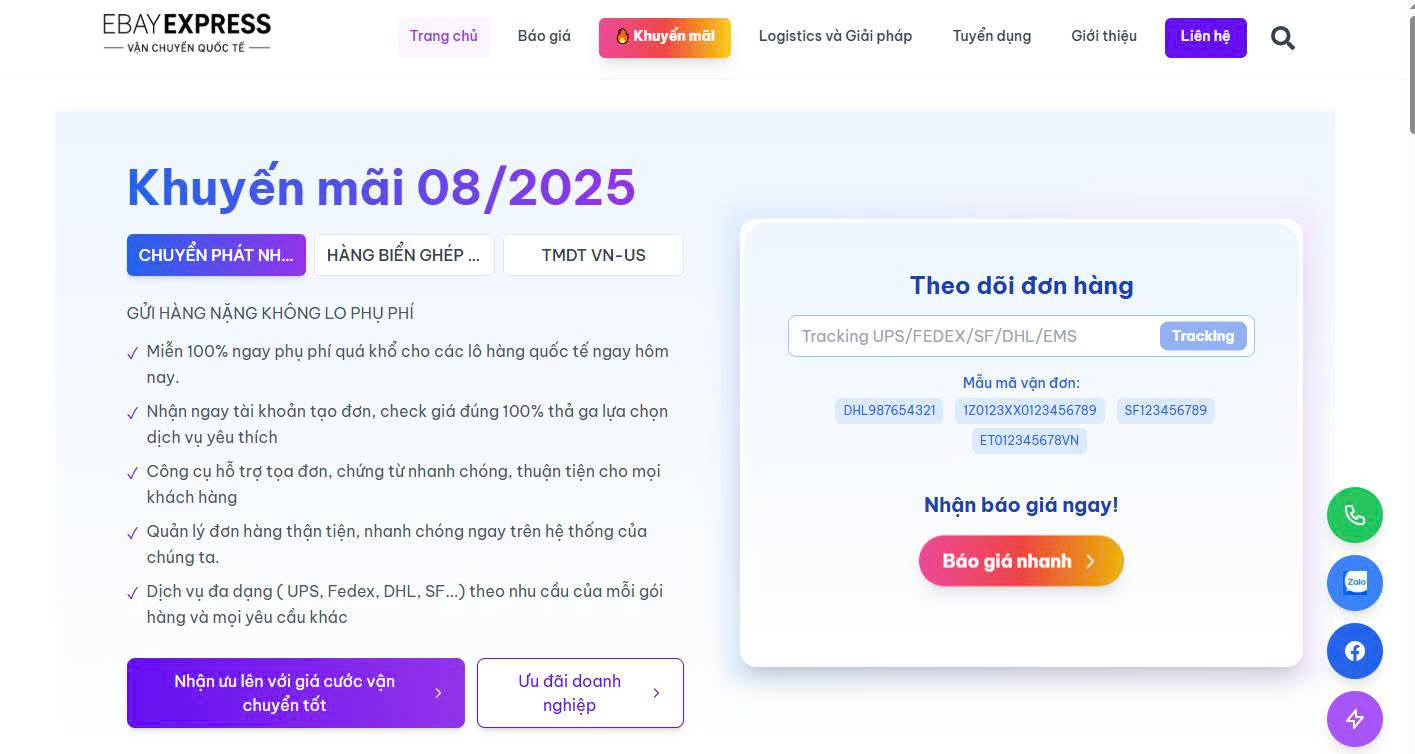 EBAYEXPRESS
VẬN CHUYỂN QUỐC TẾ
Trang chủ
Báo giá
🔥 Khuyến mãi
Logistics và Giải pháp
Tuyển dụng
Giới thiệu
Liên hệ
Khuyến mãi 08/2025
CHUYỂN PHÁT NH...
HÀNG BIỂN GHÉP ...
TMDT VN-US
GỬI HÀNG NẶNG KHÔNG LO PHỤ PHÍ
✓ Miễn 100% ngay phụ phí quá khổ cho các lô hàng quốc tế ngay hôm
nay.
✓ Nhận ngay tài khoản tạo đơn, check giá đúng 100% thả ga lựa chọn
dịch vụ yêu thích
✓ Công cụ hỗ trợ tọa đơn, chứng từ nhanh chóng, thuận tiện cho mọi
khách hàng
✓ Quản lý đơn hàng thận tiện, nhanh chóng ngay trên hệ thống của
chúng ta.
✓ Dịch vụ đa dạng ( UPS, Fedex, DHL, SF...) theo nhu cầu của mỗi gói
hàng và mọi yêu cầu khác
Nhận ưu lên với giá cước vận
chuyển tốt
Ưu đãi doanh
nghiệp
Theo dõi đơn hàng
Tracking UPS/FEDEX/SF/DHL/EMS
Tracking
Mẫu mã vận đơn:
DHL987654321
1Z0123XX0123456789
SF123456789
ET012345678VN
Nhận báo giá ngay!
Báo giá nhanh
Zalo